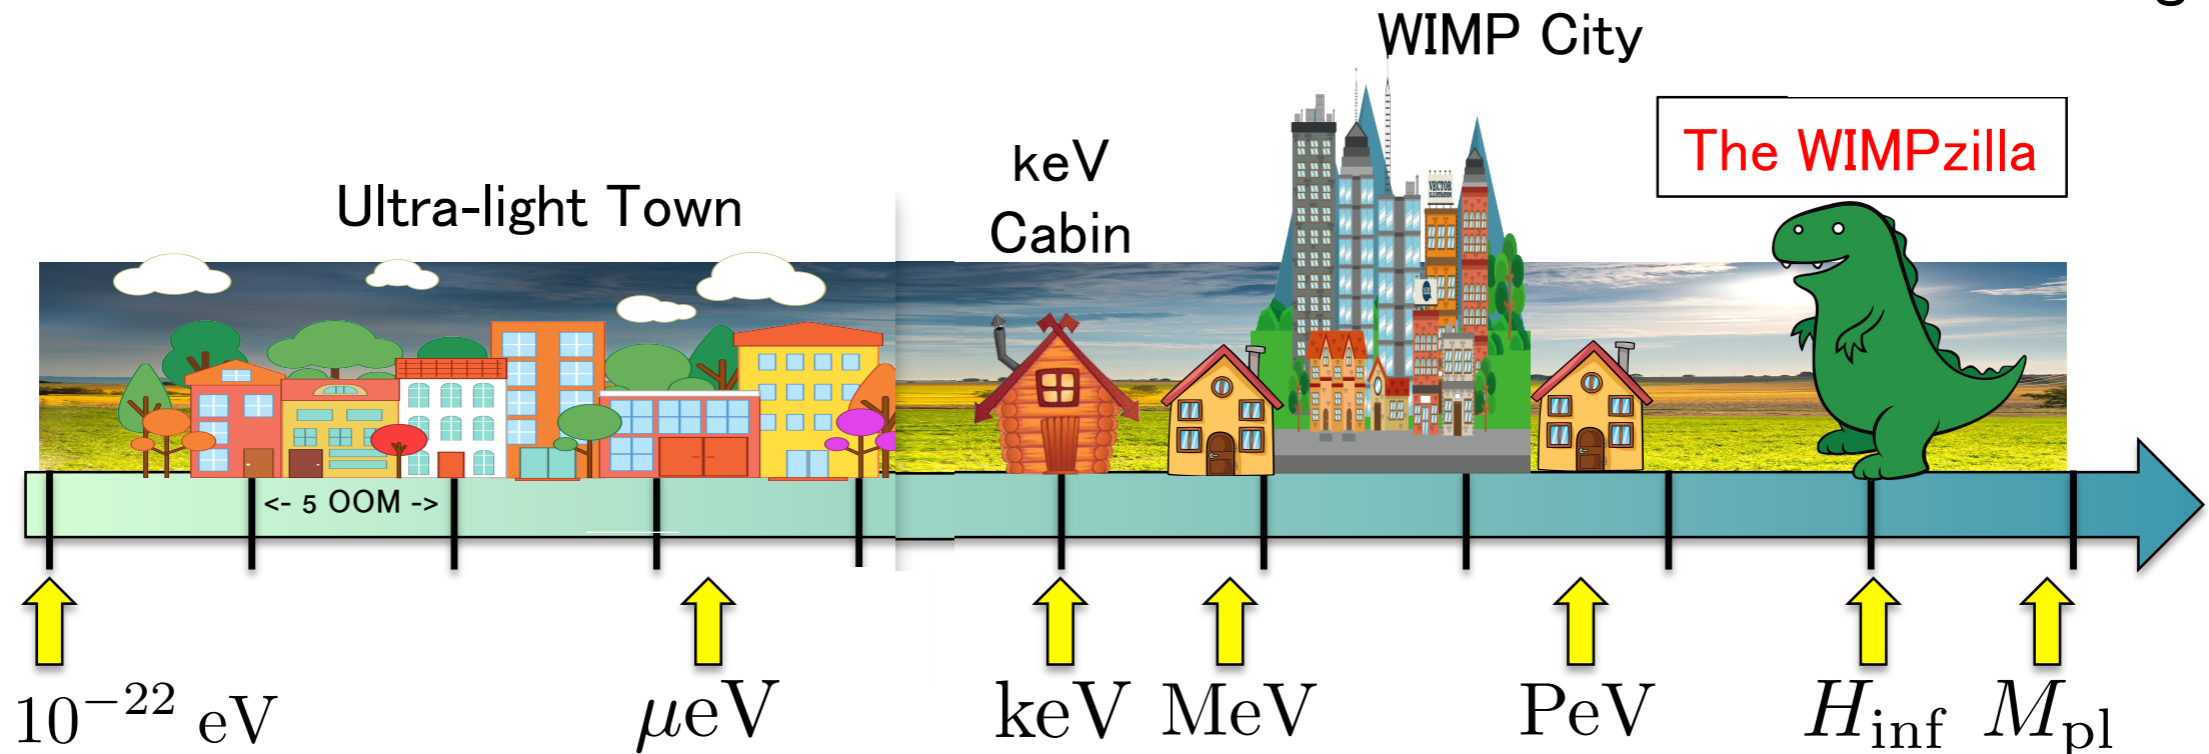 g
WIMP City
The WIMPzilla
keV
Cabin
Ultra-light Town
VECTOR
<- 5 OOM ->
10⁻²² eV
μeV
keV
MeV
PeV
H_inf
M_pl